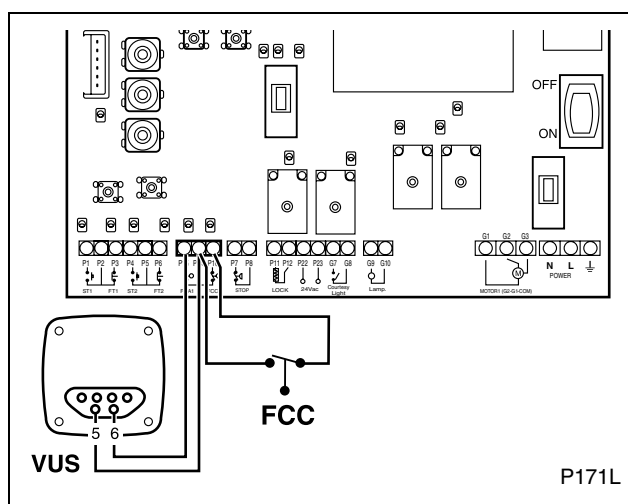 OFF
ON
P1 P2 P3 P4 P5 P6 P7 P8 P11 P12 P22 P23 G7 G8 G9 G10 G1 G2 G3
M
N L
ST1 FT1 ST2 FT2 STOP LOCK 24Vac Courtesy Light Lamp. MOTOR1 (G2-G1-COM) POWER
5 6
FCC
VUS
P171L